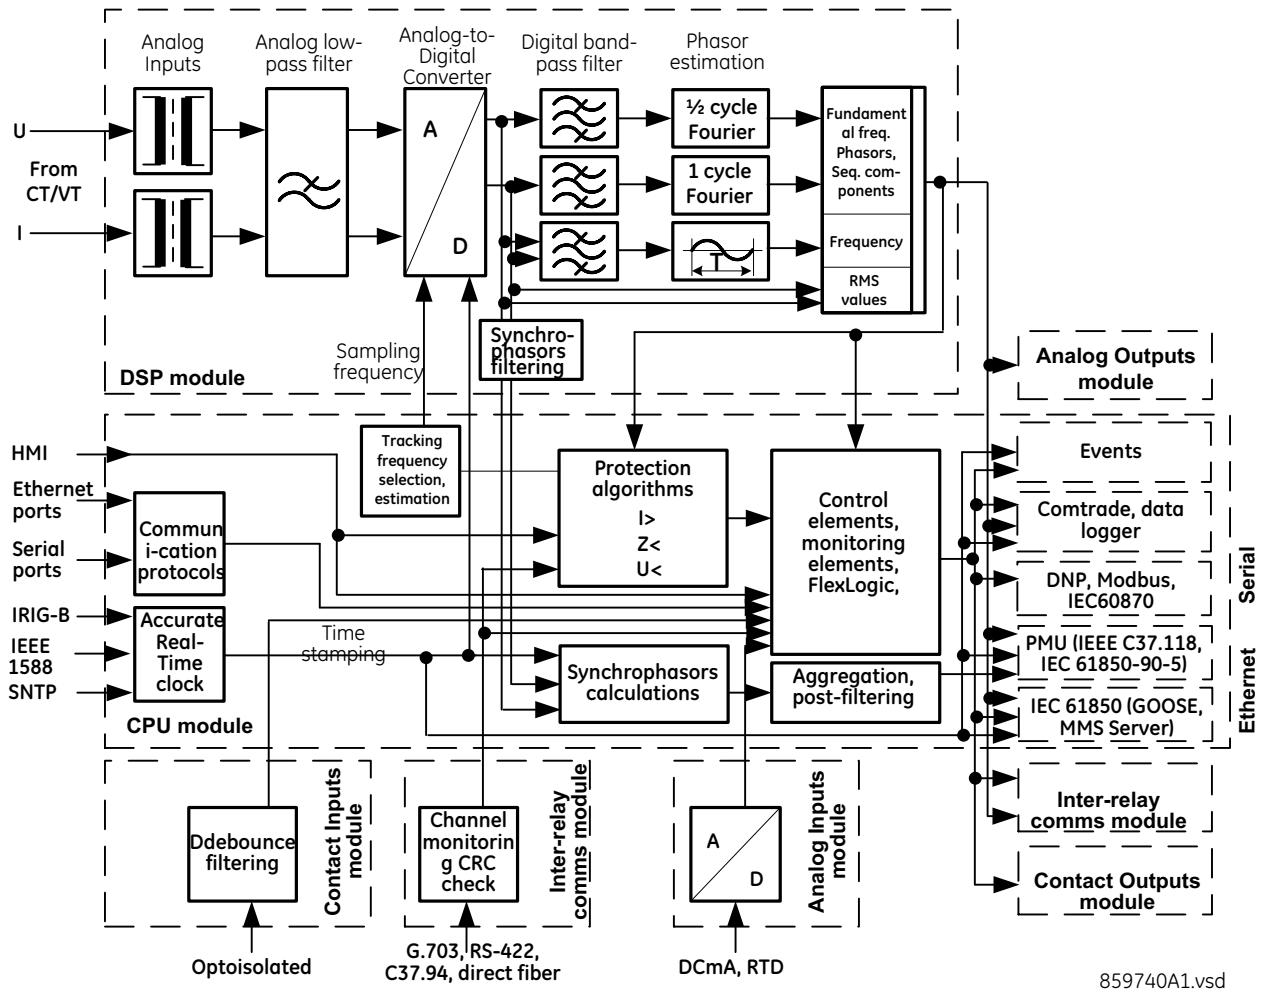 Analog
Inputs
Analog low-
pass filter
Analog-to-
Digital
Converter
Digital band-
pass filter
Phasor
estimation
U
From
CT/VT
I
A
D
½ cycle
Fourier
1 cycle
Fourier
T
Fundament
al freq.
Phasors,
Seq. com-
ponents
Frequency
RMS
values
Synchro-
phasors
filtering
Sampling
frequency
DSP module
Analog Outputs
module
HMI
Ethernet
ports
Serial
ports
IRIG-B
IEEE
1588
SNTP
Tracking
frequency
selection,
estimation
Commun
i-cation
protocols
Accurate
Real-
Time
clock
Time
stamping
CPU module
Protection
algorithms
I>
Z<
U<
Control
elements,
monitoring
elements,
FlexLogic,
Synchrophasors
calculations
Aggregation,
post-filtering
Events
Comtrade, data
logger
DNP, Modbus,
IEC60870
PMU (IEEE C37.118,
IEC 61850-90-5)
IEC 61850 (GOOSE,
MMS Server)
Serial
Ethernet
Inter-relay
comms module
Contact Outputs
module
Ddebounce
filtering
Contact Inputs
module
Optoisolated
Channel
monitorin
g CRC
check
Inter-relay
comms module
G.703, RS-422,
C37.94, direct fiber
A
D
Analog Inputs
module
DCmA, RTD
859740A1.vsd